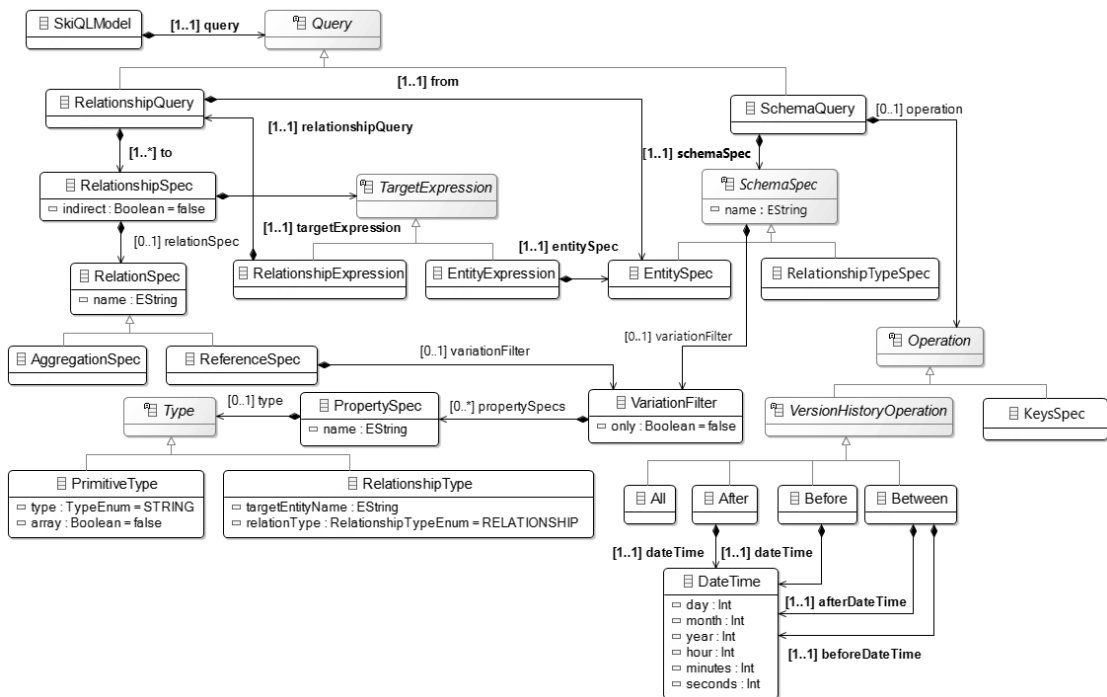 SkiQLModel
[1..1] query
Query
[1..1] from
RelationshipQuery
SchemaQuery
[0..1] operation
[1..1] relationshipQuery
[1..*] to
[1..1] schemaSpec
RelationshipSpec
indirect : Boolean = false
TargetExpression
SchemaSpec
name : EString
[1..1] targetExpression
[0..1] relationSpec
[1..1] entitySpec
RelationSpec
name : EString
RelationshipExpression
EntityExpression
EntitySpec
RelationshipTypeSpec
[0..1] variationFilter
Operation
AggregationSpec
ReferenceSpec
[0..1] variationFilter
Type
[0..1] type
PropertySpec
name : EString
[0..*] propertySpecs
VariationFilter
only : Boolean = false
VersionHistoryOperation
KeysSpec
PrimitiveType
type : TypeEnum = STRING
array : Boolean = false
RelationshipType
targetEntityName : EString
relationType : RelationshipTypeEnum = RELATIONSHIP
All
After
Before
Between
[1..1] dateTime
[1..1] dateTime
DateTime
day : Int
month : Int
year : Int
hour : Int
minutes : Int
seconds : Int
[1..1] afterDateTime
[1..1] beforeDateTime